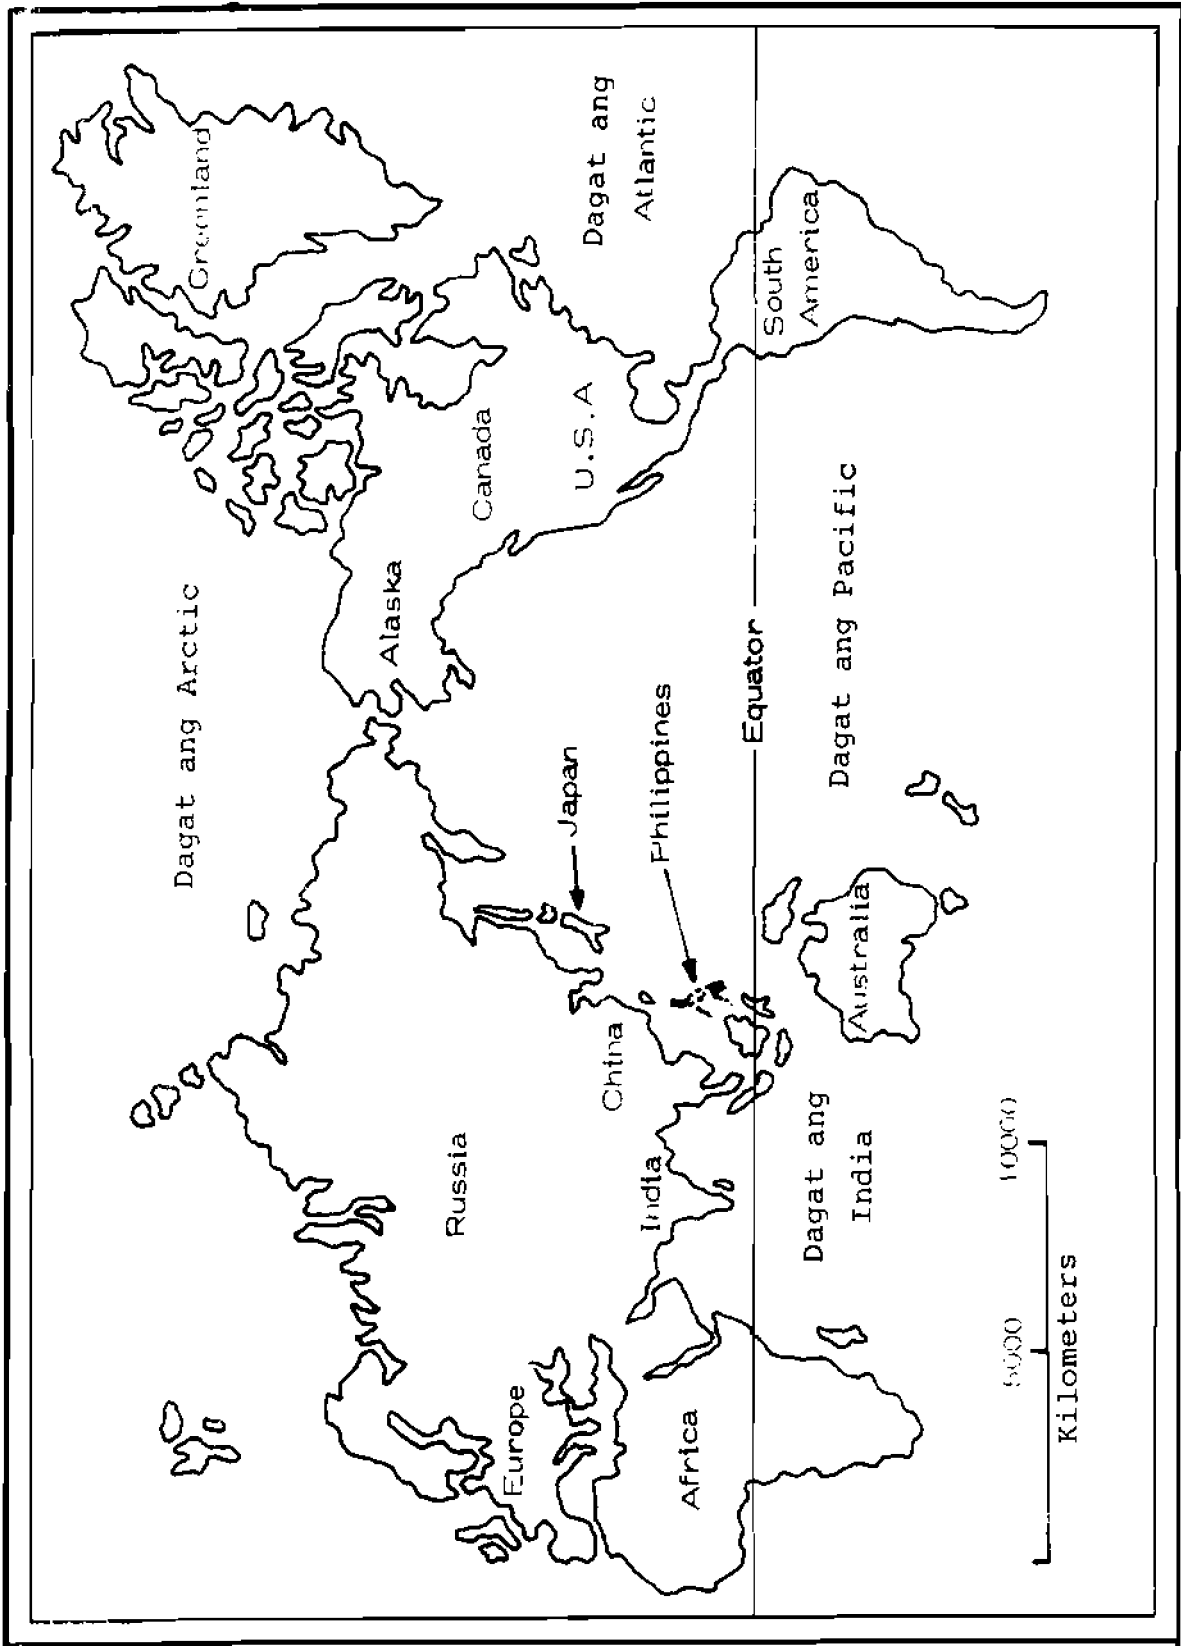 Dagat ang Arctic
Greenland
Alaska
Canada
Russia
Europe
U.S.A
Dagat ang
Atlantic
Japan
China
India
Philippines
Africa
Equator
South
America
Dagat ang
India
Australia
Dagat ang Pacific
5000
10000
Kilometers